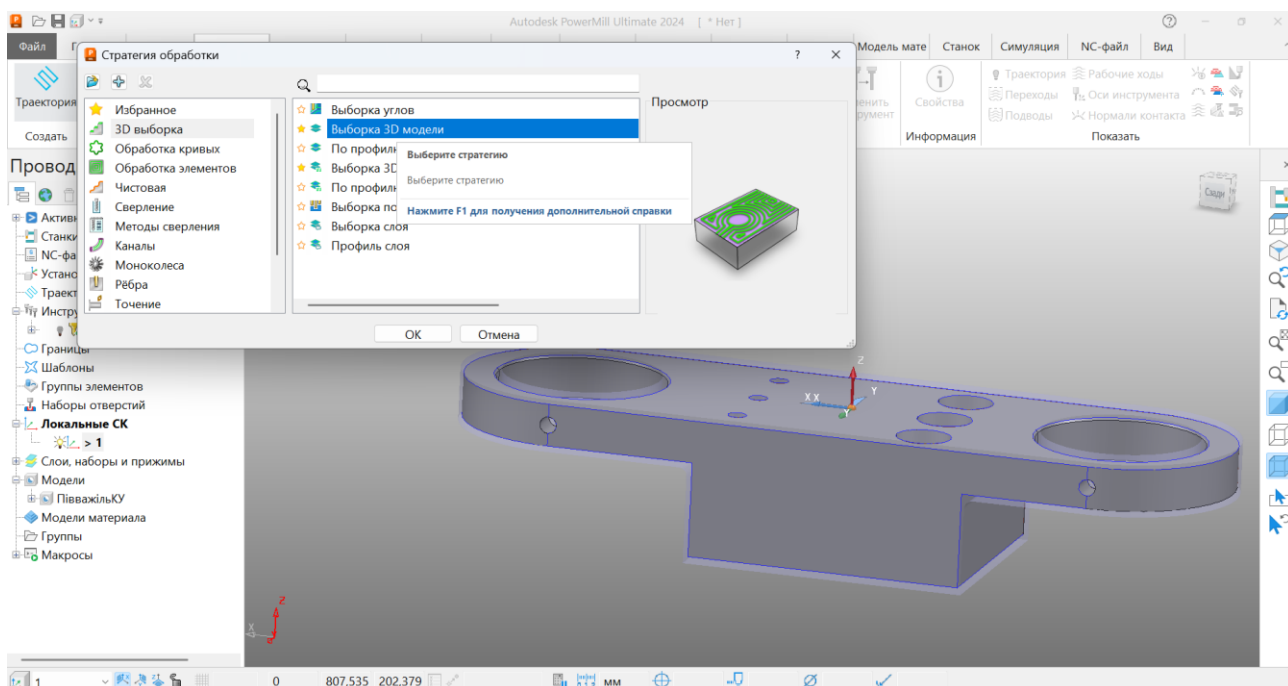 Autodesk PowerMill Ultimate 2024 [ * Нет ]
Файл
Модель мате Станок Симуляция NC-файл Вид
Стратегия обработки
Траектория
Создать
Избранное
3D выборка
Обработка кривых
Обработка элементов
Чистовая
Сверление
Методы сверления
Каналы
Моноколеса
Рёбра
Точение
Выборка углов
Выборка 3D модели
По профил
Выборка 3D
По профил
Выборка по
Выборка слоя
Профиль слоя
Выберите стратегию
Выберите стратегию
Нажмите F1 для получения дополнительной справки
Просмотр
OK Отмена
Свойства
Информация
Траектория Рабочие ходы
Переходы Оси инструмента
Подводы Нормали контакта
Показать
Провод
Актив
Станки
NC-фа
Устано
Траект
Инстру
Границы
Шаблоны
Группы элементов
Наборы отверстий
Локальные СК
> 1
Слои, наборы и прижимы
Модели
ПівважільКУ
Модели материала
Группы
Макросы
Сзади
Z
X X Y
Z
X
1 0 807.535 202.379 мм